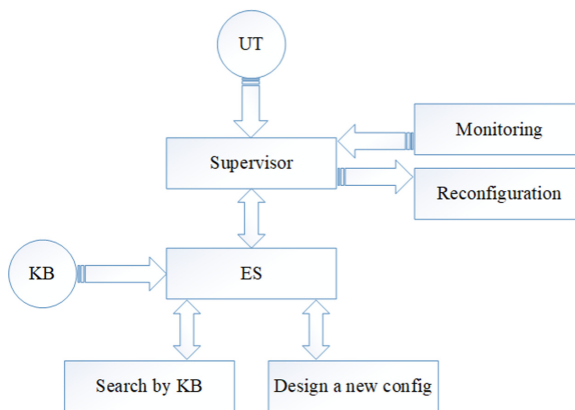 UT
Monitoring
Supervisor
Reconfiguration
KB
ES
Search by KB
Design a new config